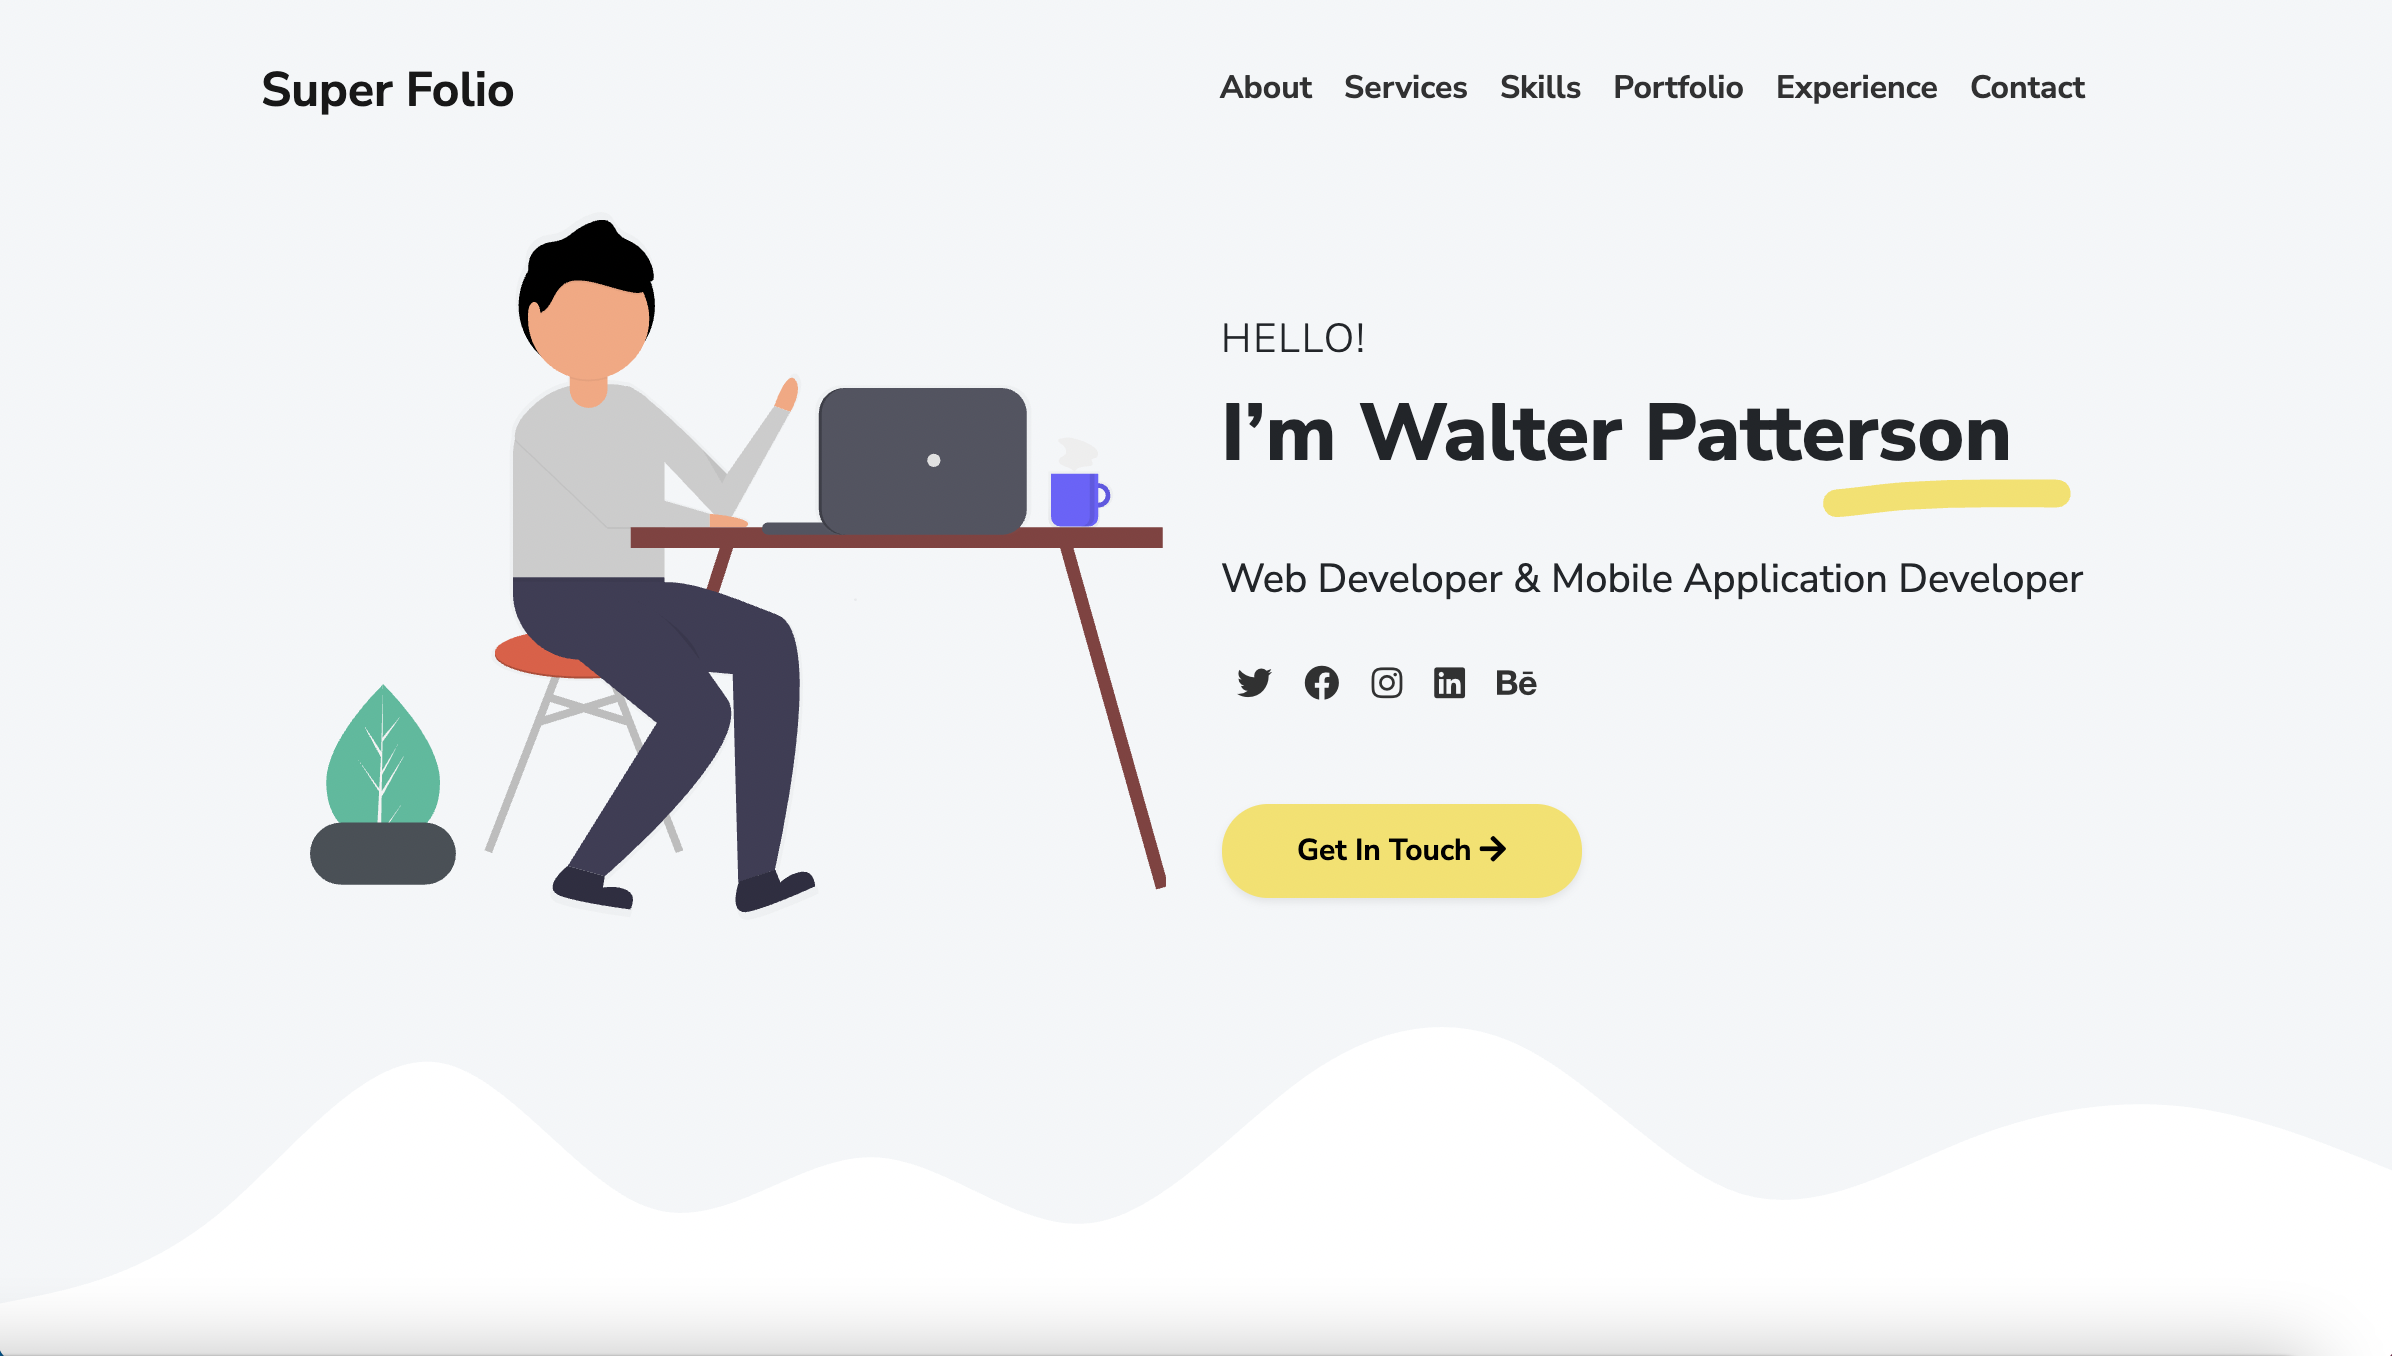 Super Folio
About Services Skills Portfolio Experience Contact
HELLO!
I’m Walter Patterson
Web Developer & Mobile Application Developer
Bē
Get In Touch